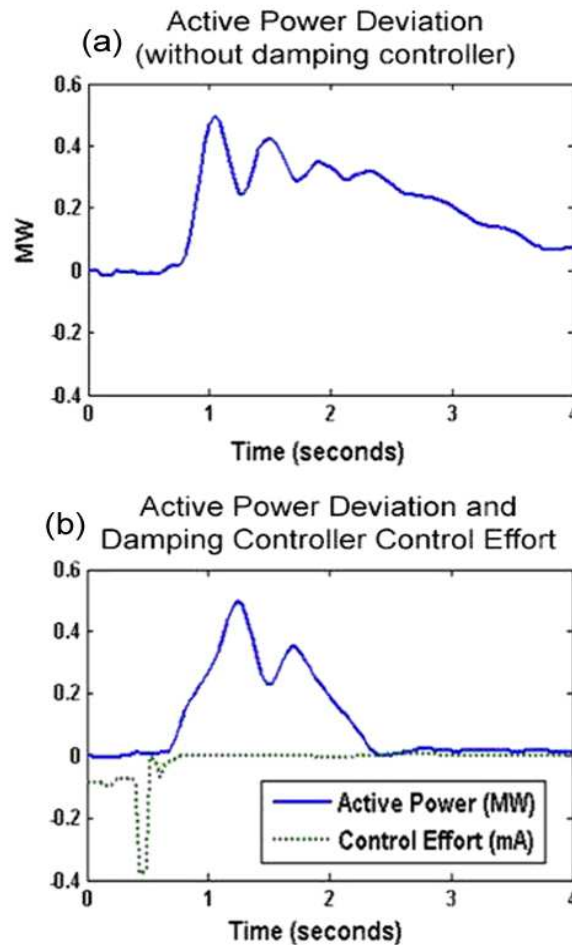 (a)
Active Power Deviation
(without damping controller)
0.6
0.4
0.2
0
-0.2
-0.4
MW
0
1
2
3
4
Time (seconds)
(b)
Active Power Deviation and
Damping Controller Control Effort
0.6
0.4
0.2
0
-0.2
-0.4
Active Power (MW)
Control Effort (mA)
0
1
2
3
4
Time (seconds)